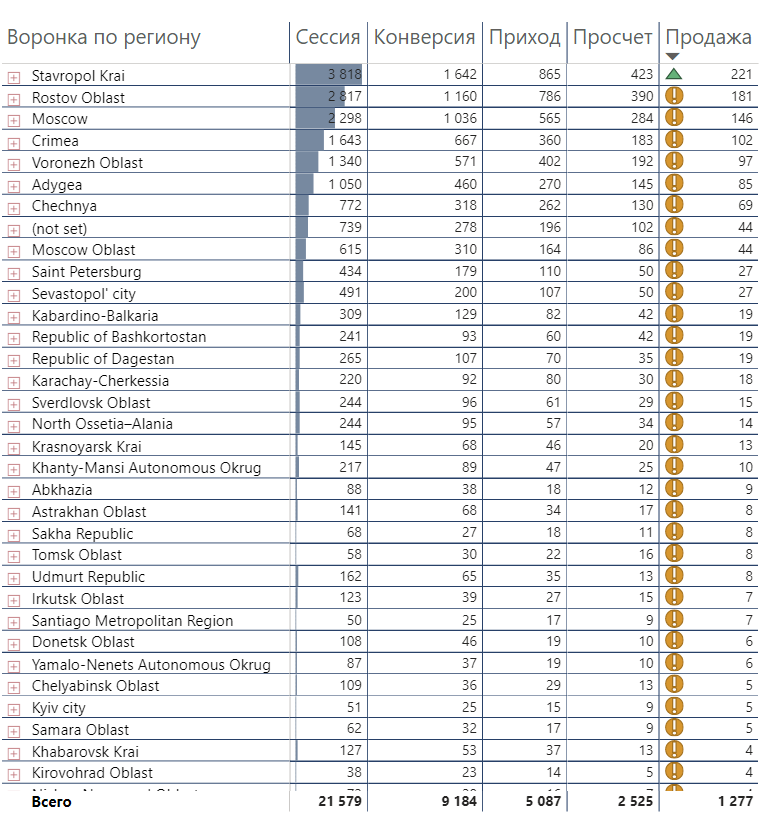 Воронка по региону Сессия Конверсия Приход Просчет Продажа
Stavropol Krai 3 818 1 642 865 423 221
Rostov Oblast 2 817 1 160 786 390 181
Moscow 2 298 1 036 565 284 146
Crimea 1 643 667 360 183 102
Voronezh Oblast 1 340 571 402 192 97
Adygea 1 050 460 270 145 85
Chechnya 772 318 262 130 69
(not set) 739 278 196 102 44
Moscow Oblast 615 310 164 86 44
Saint Petersburg 434 179 110 50 27
Sevastopol' city 491 200 107 50 27
Kabardino-Balkaria 309 129 82 42 19
Republic of Bashkortostan 241 93 60 42 19
Republic of Dagestan 265 107 70 35 19
Karachay-Cherkessia 220 92 80 30 18
Sverdlovsk Oblast 244 96 61 29 15
North Ossetia–Alania 244 95 57 34 14
Krasnoyarsk Krai 145 68 46 20 13
Khanty-Mansi Autonomous Okrug 217 89 47 25 10
Abkhazia 88 38 18 12 9
Astrakhan Oblast 141 68 34 17 8
Sakha Republic 68 27 18 11 8
Tomsk Oblast 58 30 22 16 8
Udmurt Republic 162 65 35 13 8
Irkutsk Oblast 123 39 27 15 7
Santiago Metropolitan Region 50 25 17 9 7
Donetsk Oblast 108 46 19 10 6
Yamalo-Nenets Autonomous Okrug 87 37 19 10 6
Chelyabinsk Oblast 109 36 29 13 5
Kyiv city 51 25 15 9 5
Samara Oblast 62 32 17 9 5
Khabarovsk Krai 127 53 37 13 4
Kirovohrad Oblast 38 23 14 5 4
Всего 21 579 9 184 5 087 2 525 1 277